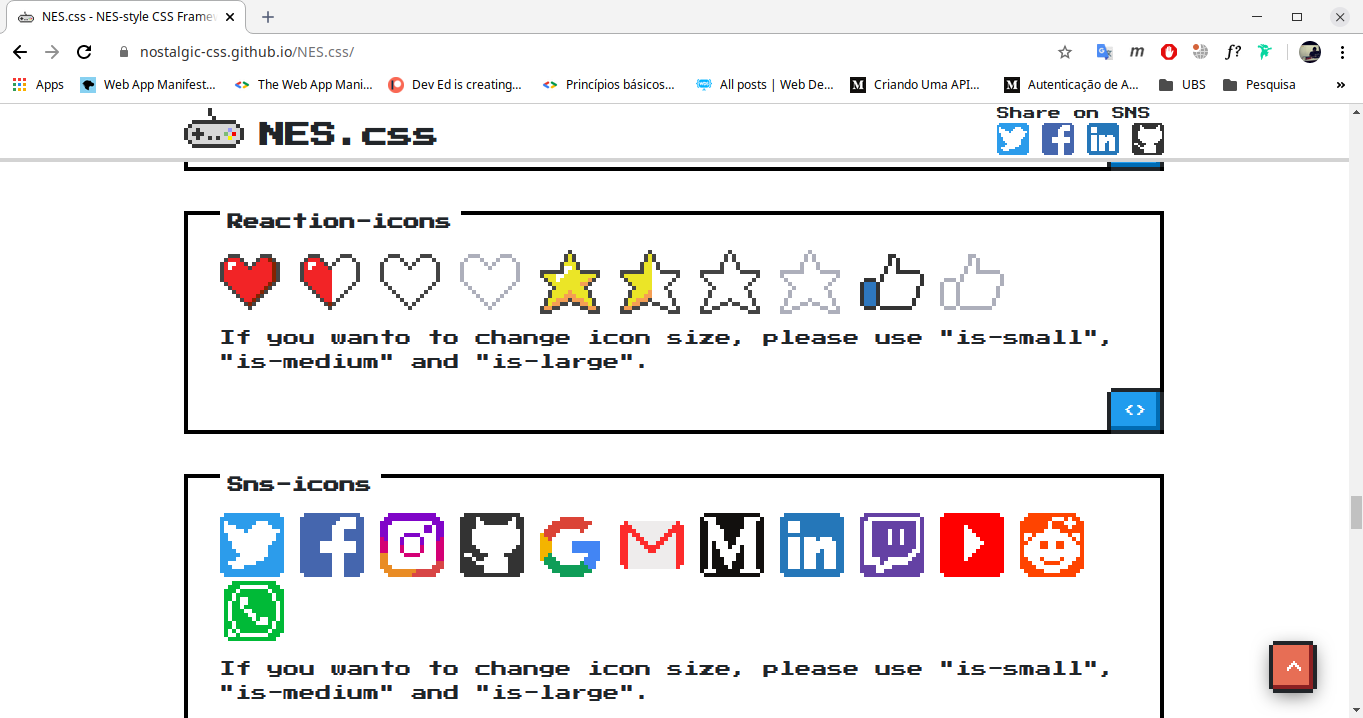 NES.css - NES-style CSS Framew
nostalgic-css.github.io/NES.css/
m
f?
Apps
Web App Manifest...
The Web App Mani...
Dev Ed is creating...
Princípios básicos...
All posts | Web De...
M
Criando Uma API...
M
Autenticação de A...
UBS
Pesquisa
»
NES.css
Share on SNS
Reaction-icons
If you wanto to change icon size, please use "is-small",
"is-medium" and "is-large".
<>
Sns-icons
If you wanto to change icon size, please use "is-small",
"is-medium" and "is-large".